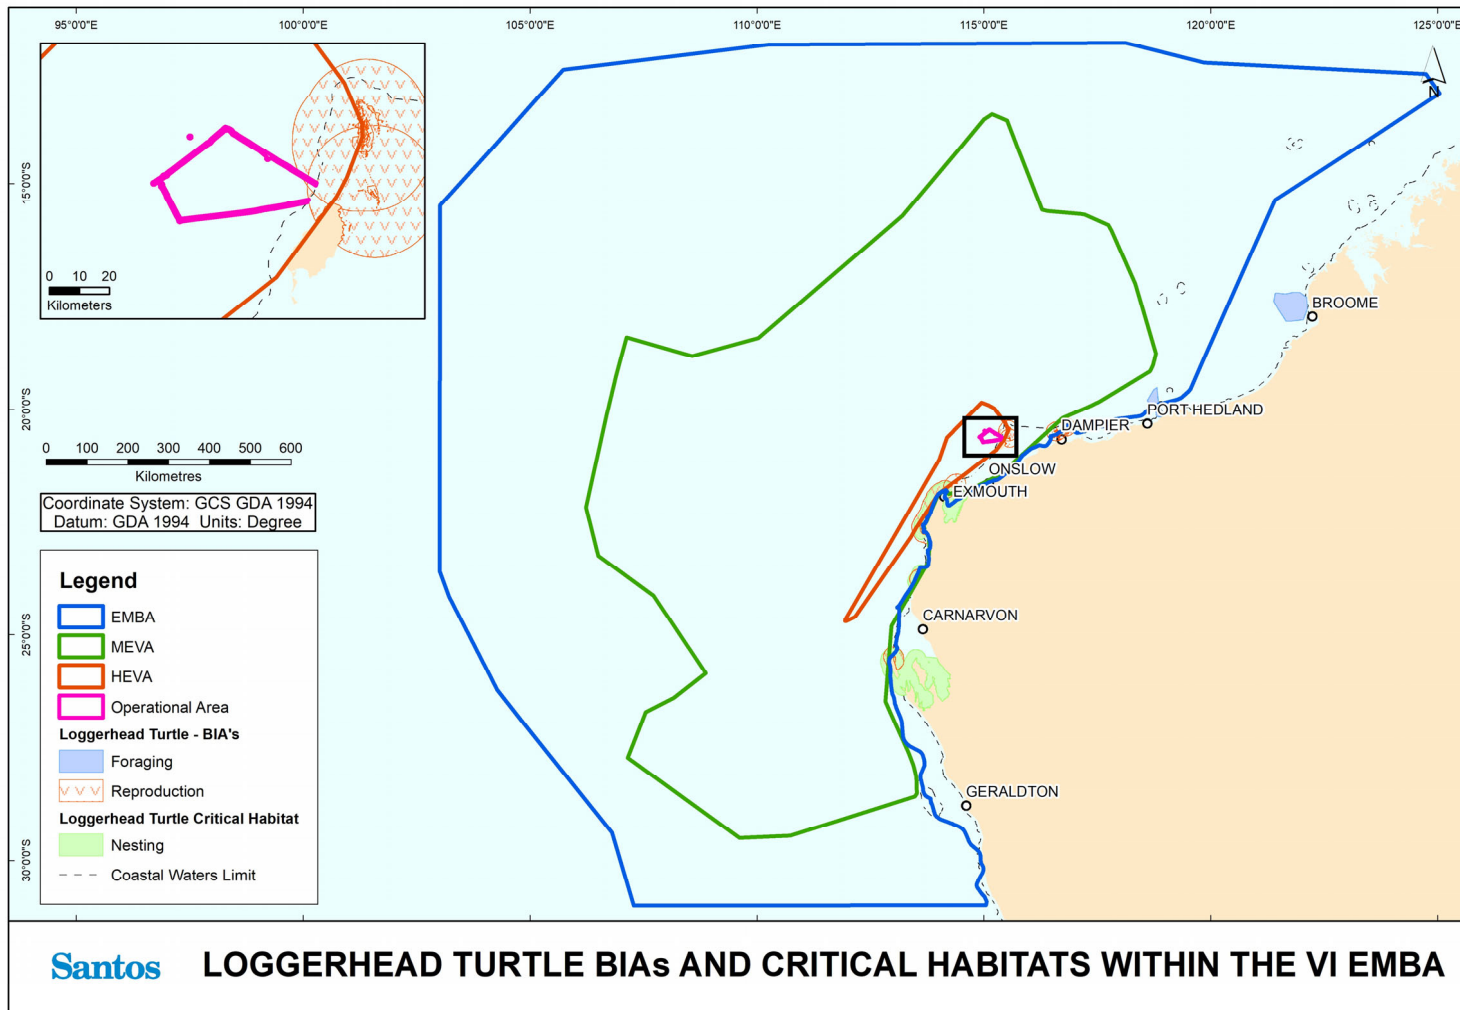 95°0'0"E
100°0'0"E
105°0'0"E
110°0'0"E
115°0'0"E
120°0'0"E
125°0'0"E
N
15°0'0"S
20°0'0"S
25°0'0"S
30°0'0"S
0 10 20
Kilometers
BROOME
PORT HEDLAND
DAMPIER
ONSLOW
EXMOUTH
CARNARVON
GERALDTON
0 100 200 300 400 500 600
Kilometres
Coordinate System: GCS GDA 1994
Datum: GDA 1994 Units: Degree
Legend
EMBA
MEVA
HEVA
Operational Area
Loggerhead Turtle - BIA's
Foraging
Reproduction
Loggerhead Turtle Critical Habitat
Nesting
Coastal Waters Limit
Santos
LOGGERHEAD TURTLE BIAs AND CRITICAL HABITATS WITHIN THE VI EMBA